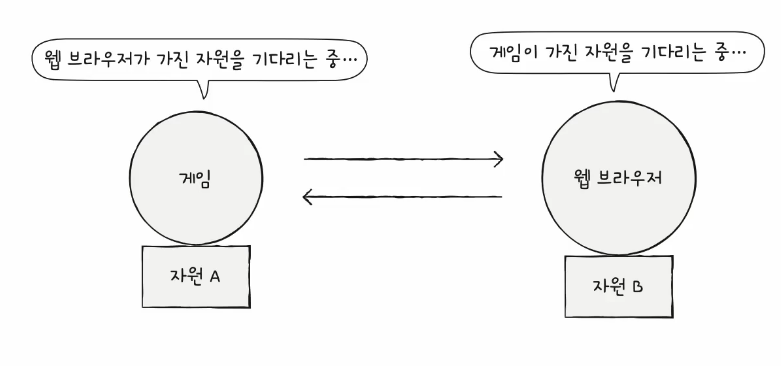 웹 브라우저가 가진 자원을 기다리는 중…
게임이 가진 자원을 기다리는 중…
게임
웹 브라우저
자원 A
자원 B